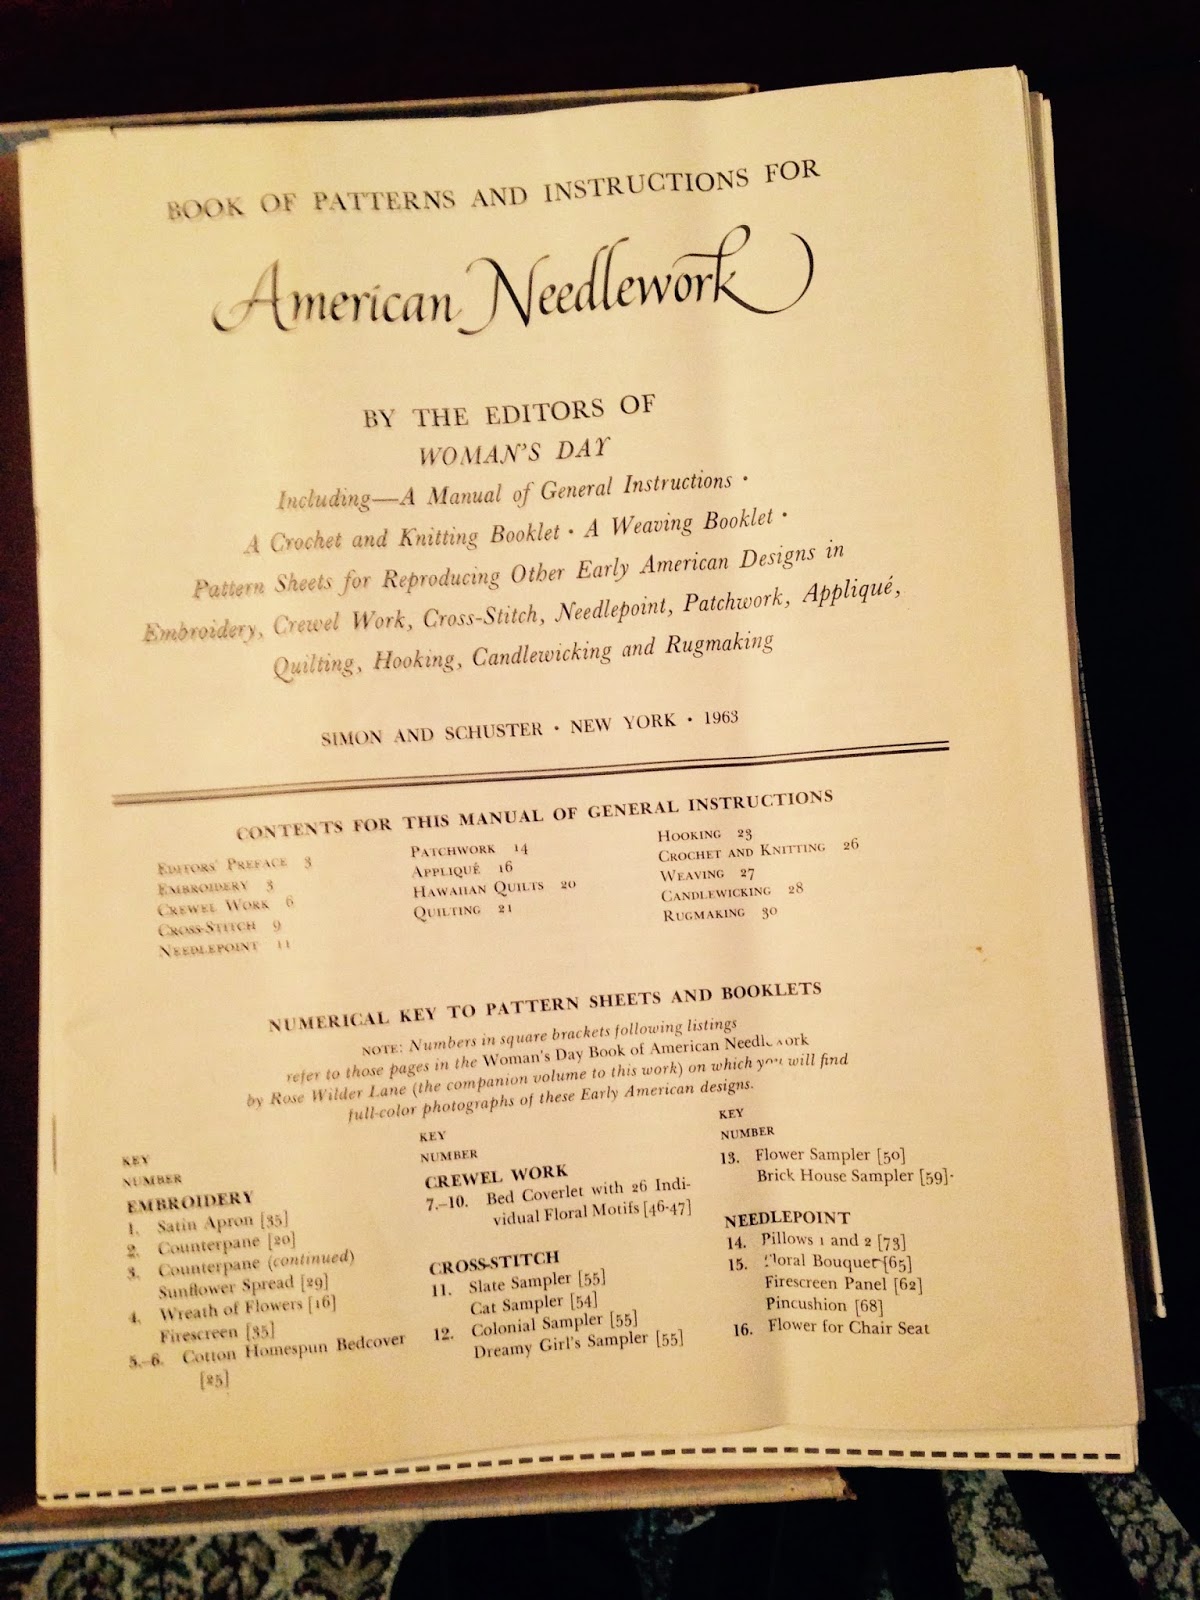 BOOK OF PATTERNS AND INSTRUCTIONS FOR
American Needlework
BY THE EDITORS OF
WOMAN'S DAY
Including—A Manual of General Instructions •
A Crochet and Knitting Booklet • A Weaving Booklet •
Pattern Sheets for Reproducing Other Early American Designs in
Embroidery, Crewel Work, Cross-Stitch, Needlepoint, Patchwork, Appliqué,
Quilting, Hooking, Candlewicking and Rugmaking
SIMON AND SCHUSTER • NEW YORK • 1963
CONTENTS FOR THIS MANUAL OF GENERAL INSTRUCTIONS
EDITORS' PREFACE 3
EMBROIDERY 3
CREWEL WORK 6
CROSS-STITCH 9
NEEDLEPOINT 11
PATCHWORK 14
APPLIQUÉ 16
HAWAIIAN QUILTS 20
QUILTING 21
HOOKING 23
CROCHET AND KNITTING 26
WEAVING 27
CANDLEWICKING 28
RUGMAKING 30
NUMERICAL KEY TO PATTERN SHEETS AND BOOKLETS
NOTE: Numbers in square brackets following listings
refer to those pages in the Woman's Day Book of American Needlework
by Rose Wilder Lane (the companion volume to this work) on which you will find
full-color photographs of these Early American designs.
KEY
NUMBER
EMBROIDERY
1. Satin Apron [35]
2. Counterpane [20]
3. Counterpane (continued)
Sunflower Spread [29]
4. Wreath of Flowers [16]
Firescreen [35]
5.–6. Cotton Homespun Bedcover
[25]
KEY
NUMBER
CREWEL WORK
7.–10. Bed Coverlet with 26 Indi-
vidual Floral Motifs [46-47]
CROSS-STITCH
11. Slate Sampler [55]
Cat Sampler [54]
12. Colonial Sampler [55]
Dreamy Girl's Sampler [55]
KEY
NUMBER
13. Flower Sampler [50]
Brick House Sampler [59]
NEEDLEPOINT
14. Pillows 1 and 2 [73]
15. Floral Bouquet [65]
Firescreen Panel [62]
Pincushion [68]
16. Flower for Chair Seat